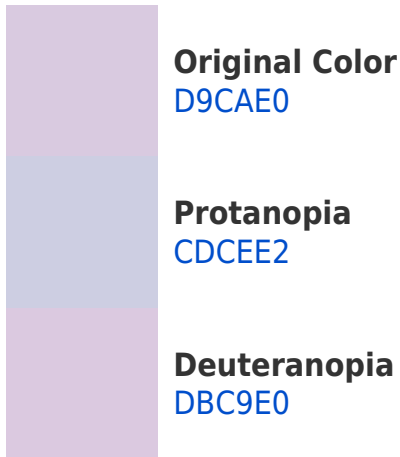 Original Color
D9CAE0
Protanopia
CDCEE2
Deuteranopia
DBC9E0